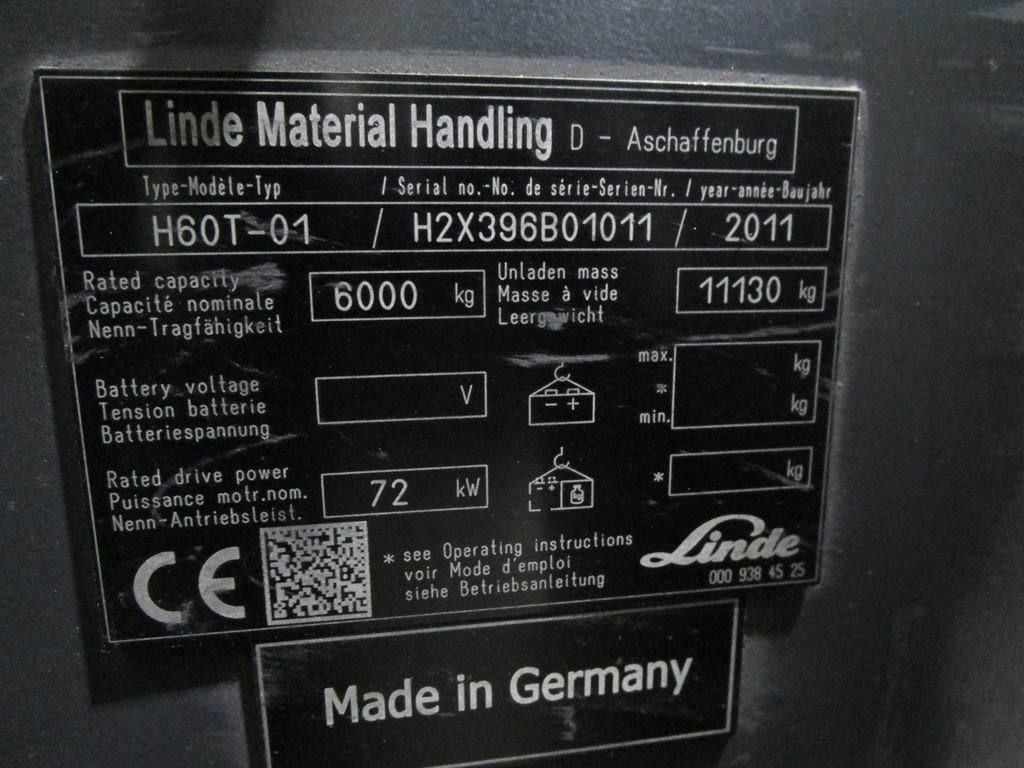 Linde Material Handling D - Aschaffenburg
Type-Modèle-Typ / Serial no.-No. de série-Serien-Nr. / year-année-Baujahr
H60T-01 / H2X396B01011 / 2011
Rated capacity
Capacité nominale
Nenn-Tragfähigkeit
6000 kg
Unladen mass
Masse à vide
Leergewicht
11130 kg
Battery voltage
Tension batterie
Batteriespannung
V
- +
max. kg
*
min. kg
Rated drive power
Puissance motr.nom.
Nenn-Antriebsleist.
72 kW
- + kg
* kg
CE
* see Operating instructions
voir Mode d'emploi
siehe Betriebsanleitung
Linde
000 938 45 25
Made in Germany